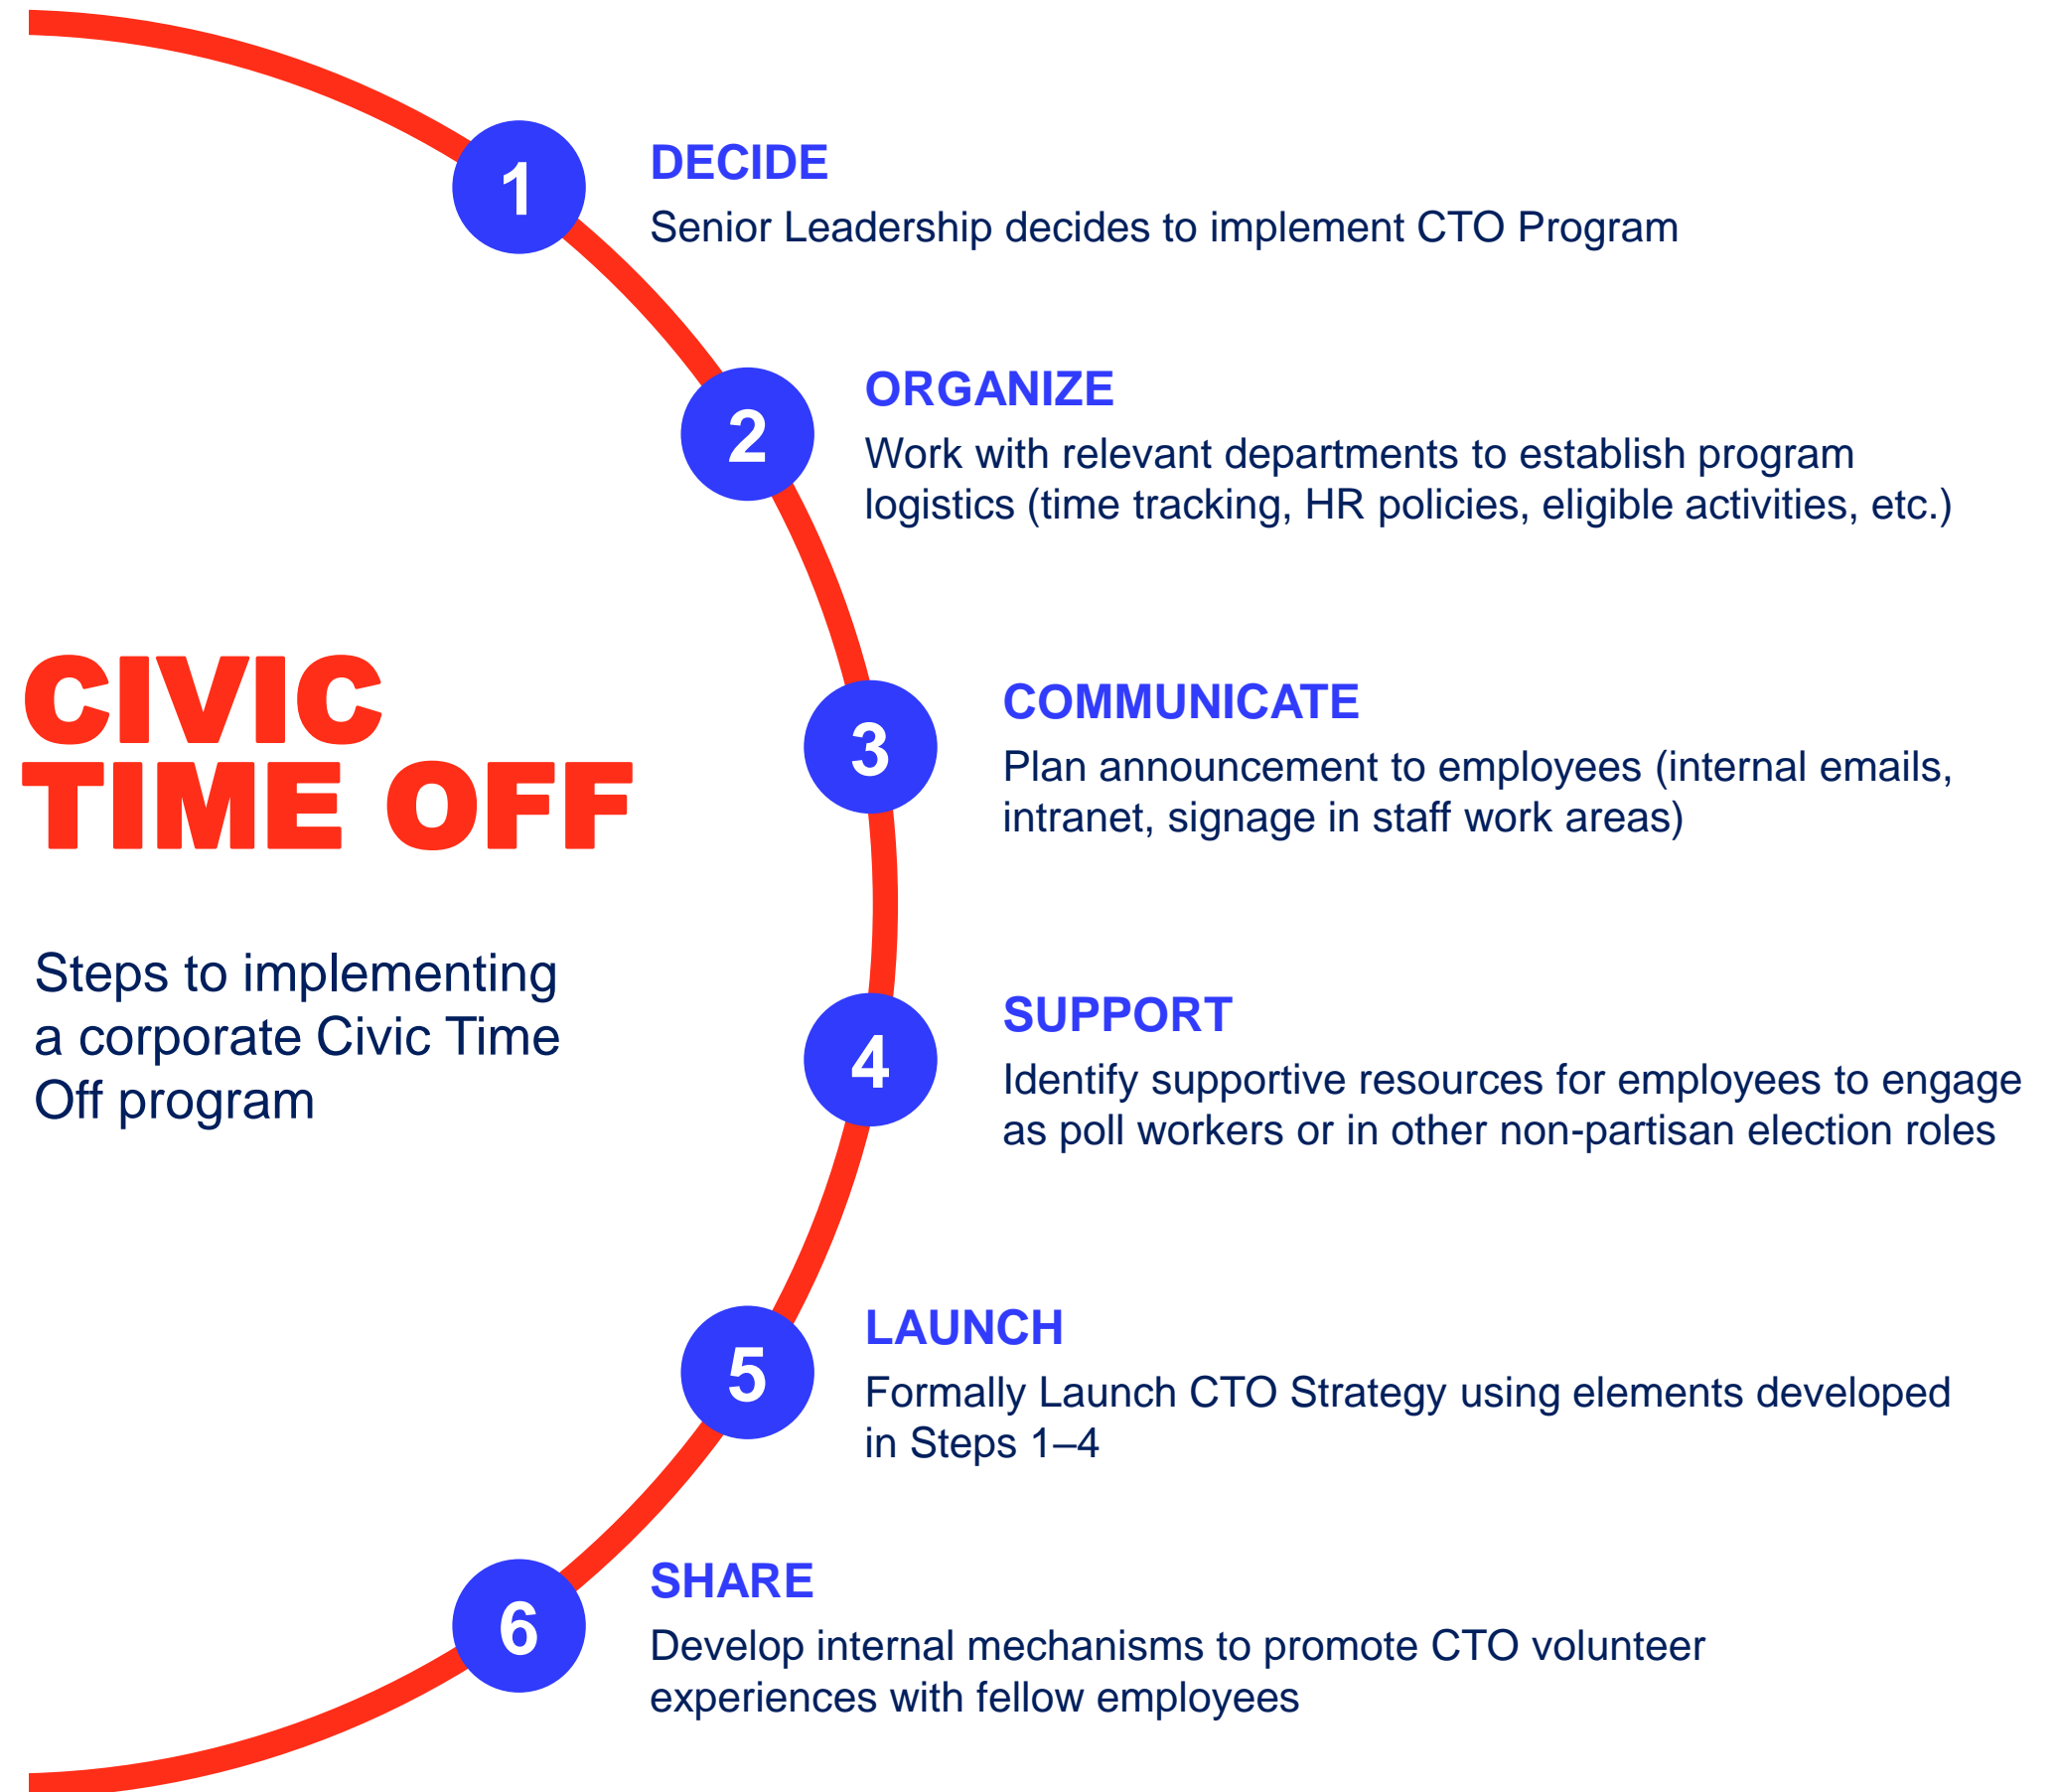 CIVIC
TIME OFF
Steps to implementing
a corporate Civic Time
Off program
1
DECIDE
Senior Leadership decides to implement CTO Program
2
ORGANIZE
Work with relevant departments to establish program
logistics (time tracking, HR policies, eligible activities, etc.)
3
COMMUNICATE
Plan announcement to employees (internal emails,
intranet, signage in staff work areas)
4
SUPPORT
Identify supportive resources for employees to engage
as poll workers or in other non-partisan election roles
5
LAUNCH
Formally Launch CTO Strategy using elements developed
in Steps 1–4
6
SHARE
Develop internal mechanisms to promote CTO volunteer
experiences with fellow employees